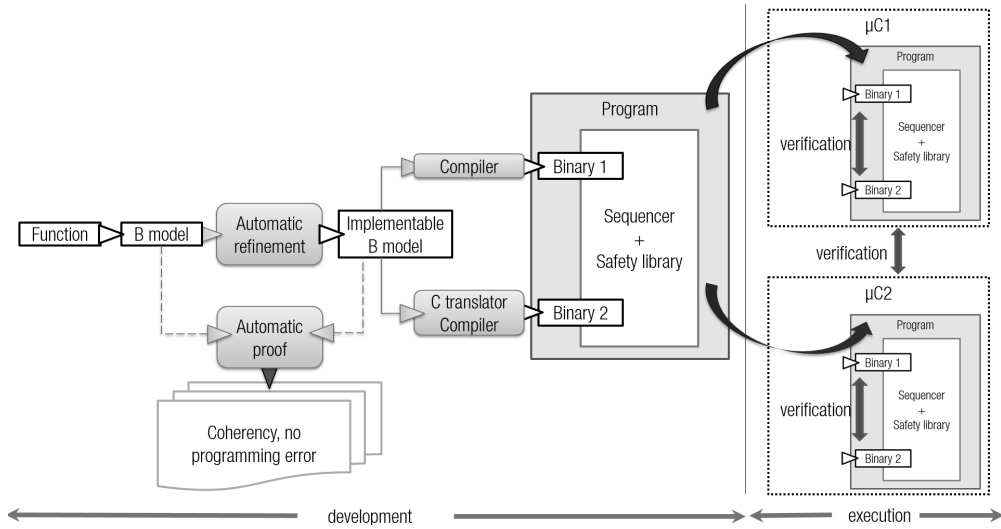 Function
B model
Automatic
refinement
Implementable
B model
Automatic
proof
Coherency, no
programming error
Compiler
C translator
Compiler
Program
Binary 1
Sequencer
+
Safety library
Binary 2
µC1
Program
Binary 1
verification
Sequencer
+
Safety library
Binary 2
verification
µC2
Program
Binary 1
verification
Sequencer
+
Safety library
Binary 2
development
execution